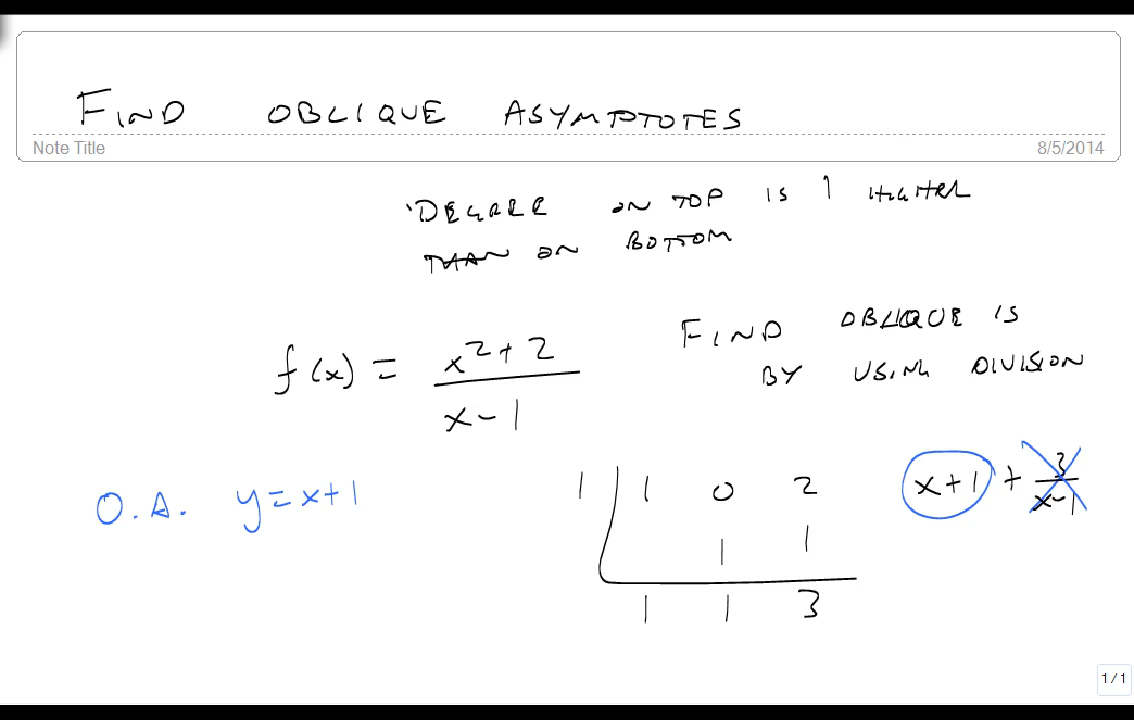 FIND OBLIQUE ASYMPTOTES
Note Title
8/5/2014
DEGREE ON TOP IS 1 HIGHER
THAN ON BOTTOM
f(x) = x²+2 / x-1
FIND OBLIQUE IS
BY USING DIVISION
O.A. y=x+1
1 | 1 0 2
1 1
1 1 3
x+1 + 3/x-1
1/1